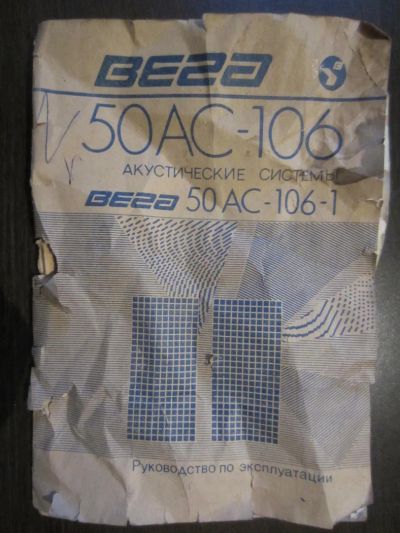 Вега
50АС-106
АКУСТИЧЕСКИЕ СИСТЕМЫ
Вега 50АС-106-1
Руководство по эксплуатации